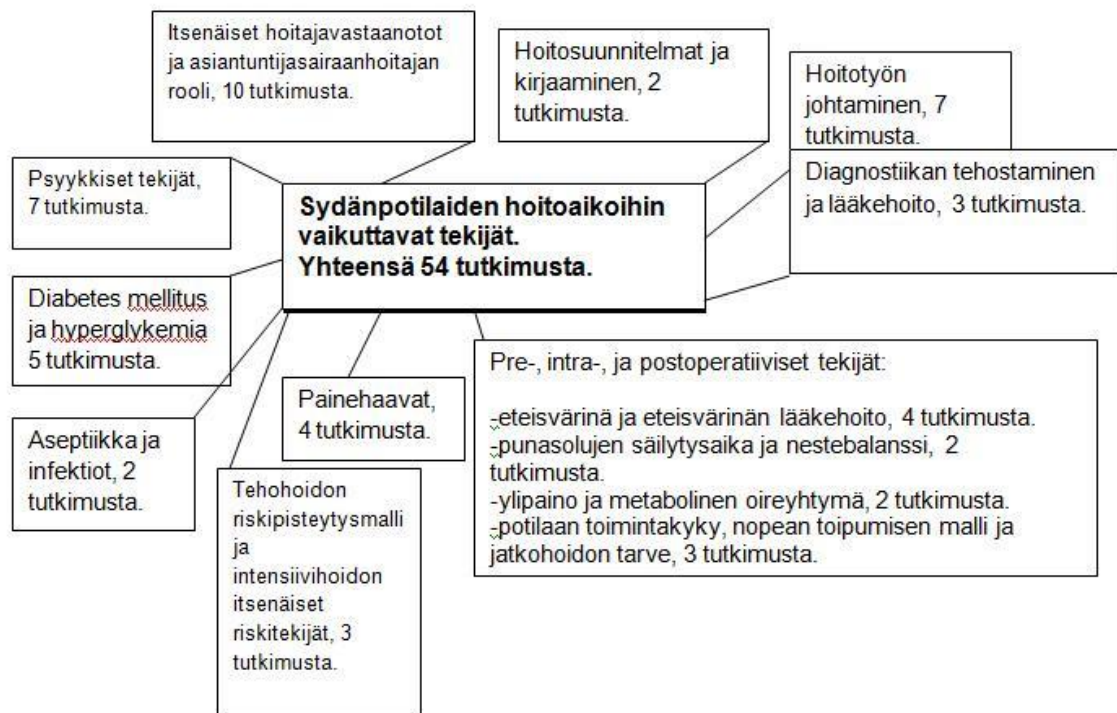 Itsenäiset hoitajavastaanotot
ja asiantuntijasairaanhoitajan
rooli, 10 tutkimusta.
Hoitosuunnitelmat ja
kirjaaminen, 2
tutkimusta.
Hoitotyön
johtaminen, 7
tutkimusta.
Psyykkiset tekijät,
7 tutkimusta.
Sydänpotilaiden hoitoaikoihin
vaikuttavat tekijät.
Yhteensä 54 tutkimusta.
Diagnostiikan tehostaminen
ja lääkehoito, 3 tutkimusta.
Diabetes mellitus
ja hyperglykemia
5 tutkimusta.
Aseptiikka ja
infektiot, 2
tutkimusta.
Tehohoidon
riskipisteytysmalli
ja
intensiivihoidon
itsenäiset
riskitekijät, 3
tutkimusta.
Painehaavat,
4 tutkimusta.
Pre-, intra-, ja postoperatiiviset tekijät:
-eteisvärinä ja eteisvärinän lääkehoito, 4 tutkimusta.
-punasolujen säilytysaika ja nestebalanssi, 2
tutkimusta.
-ylipaino ja metabolinen oireyhtymä, 2 tutkimusta.
-potilaan toimintakyky, nopean toipumisen malli ja
jatkohoidon tarve, 3 tutkimusta.